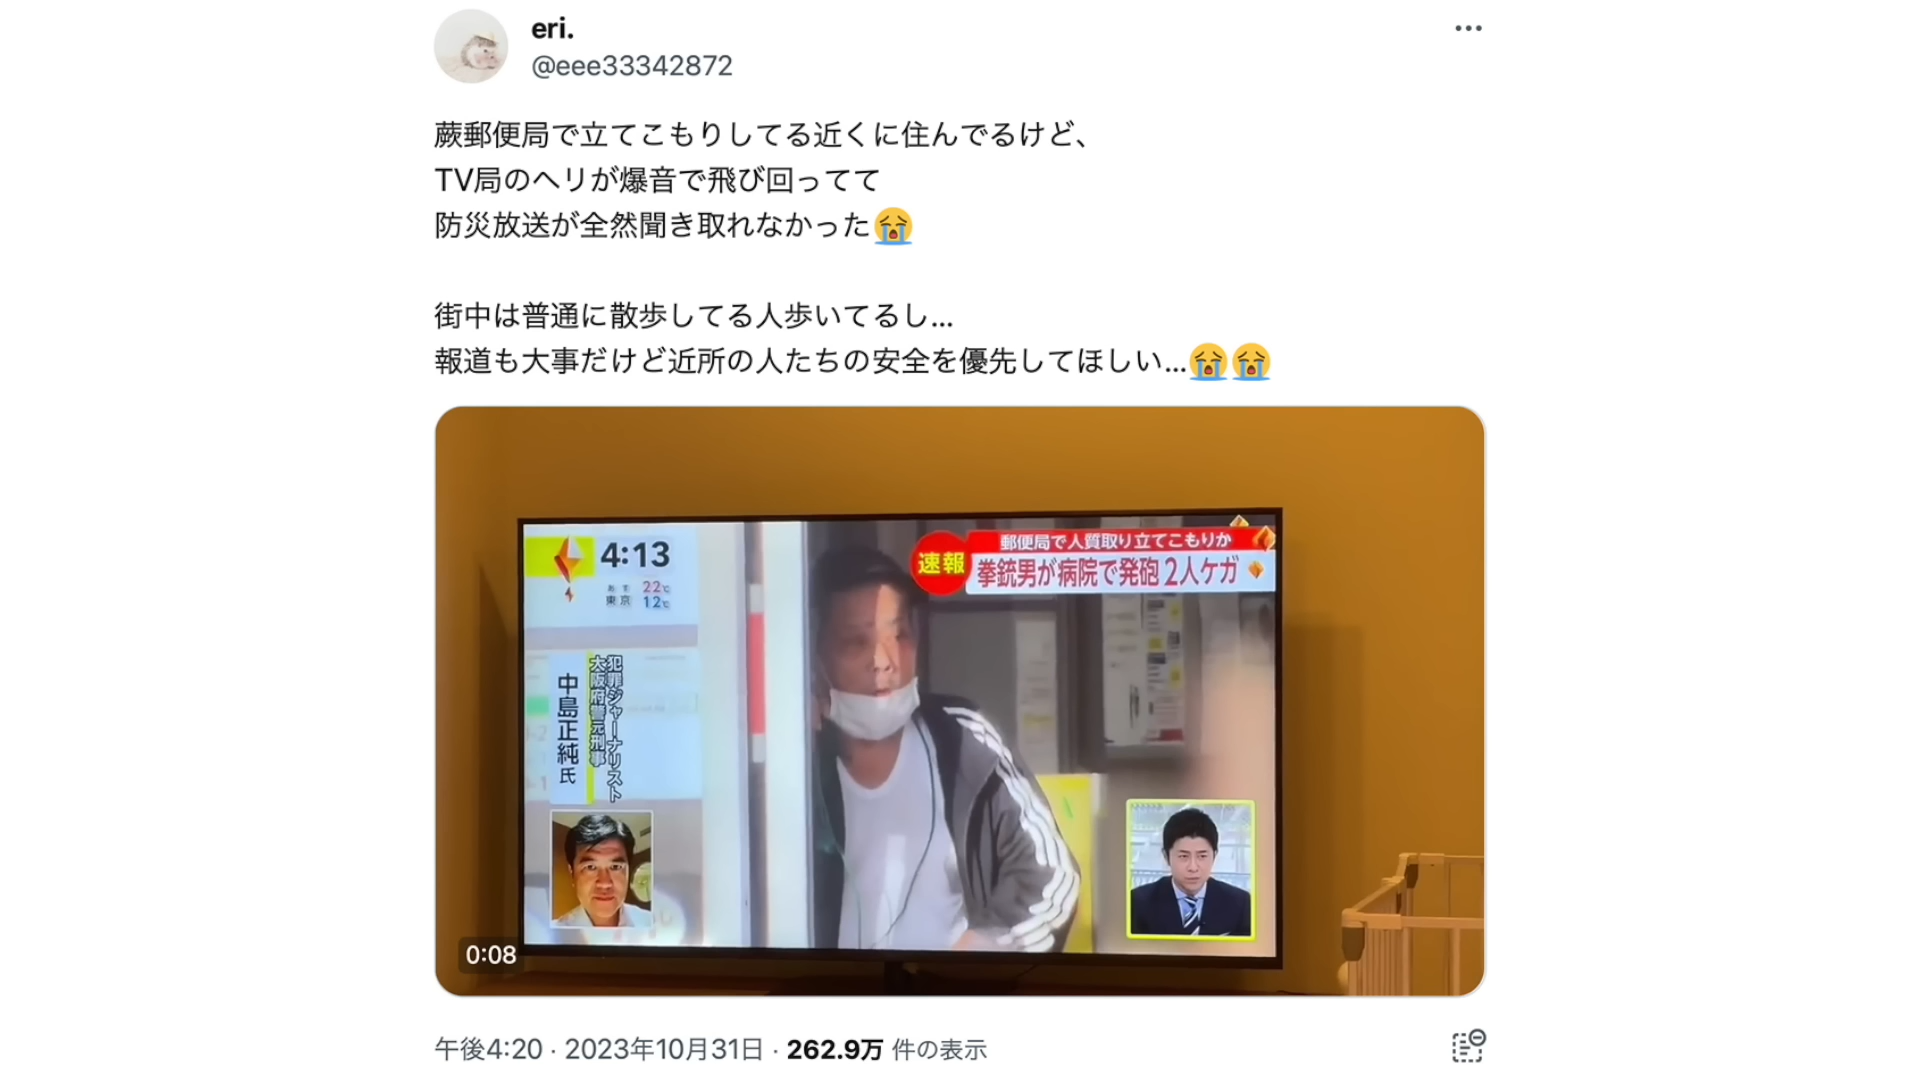 eri.
@eee33342872
蕨郵便局で立てこもりしてる近くに住んでるけど、
TV局のヘリが爆音で飛び回ってて
防災放送が全然聞き取れなかった😭
街中は普通に散歩してる人歩いてるし...
報道も大事だけど近所の人たちの安全を優先してほしい...😭😭
4:13
あす
東京
22℃
12℃
速報
郵便局で人質取り立てこもりか
拳銃男が病院で発砲 2人ケガ
犯罪ジャーナリスト
大阪府警元刑事
中島正純氏
0:08
午後4:20 · 2023年10月31日 · 262.9万 件の表示